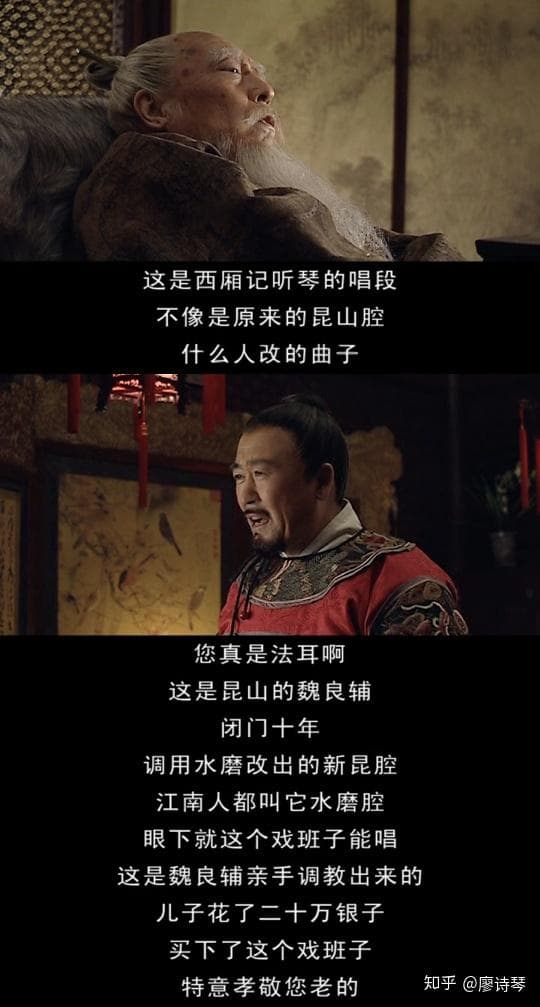 这是西厢记听琴的唱段
不像是原来的昆山腔
什么人改的曲子
您真是法耳啊
这是昆山的魏良辅
闭门十年
调用水磨改出的新昆腔
江南人都叫它水磨腔
眼下就这个戏班子能唱
这是魏良辅亲手调教出来的
儿子花了二十万银子
买下了这个戏班子
特意孝敬您老的
知乎 @廖诗琴